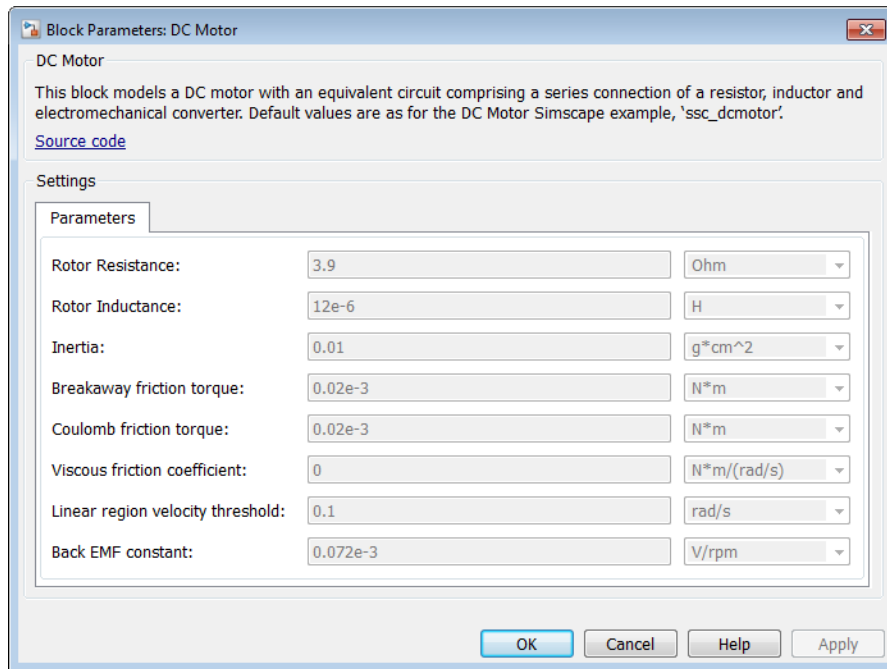 Block Parameters: DC Motor
DC Motor
This block models a DC motor with an equivalent circuit comprising a series connection of a resistor, inductor and
electromechanical converter. Default values are as for the DC Motor Simscape example, 'ssc_dcmotor'.
Source code
Settings
Parameters
Rotor Resistance: 3.9 Ohm
Rotor Inductance: 12e-6 H
Inertia: 0.01 g*cm^2
Breakaway friction torque: 0.02e-3 N*m
Coulomb friction torque: 0.02e-3 N*m
Viscous friction coefficient: 0 N*m/(rad/s)
Linear region velocity threshold: 0.1 rad/s
Back EMF constant: 0.072e-3 V/rpm
OK Cancel Help Apply